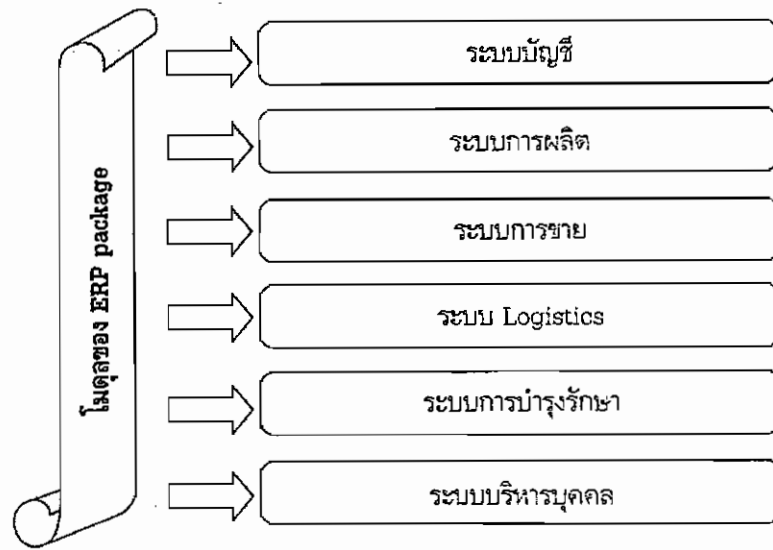 โมดุลของ ERP package
ระบบบัญชี
ระบบการผลิต
ระบบการขาย
ระบบ Logistics
ระบบการบำรุงรักษา
ระบบบริหารบุคคล